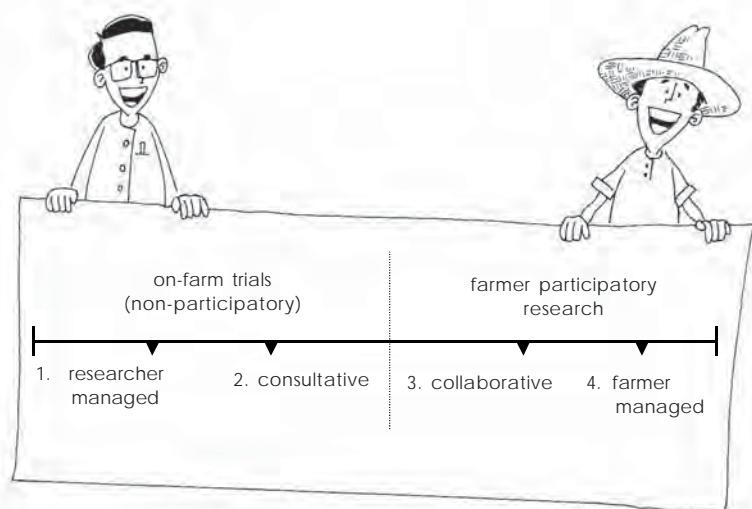 on-farm trials
(non-participatory)
farmer participatory
research
1. researcher
managed
2. consultative
3. collaborative
4. farmer
managed